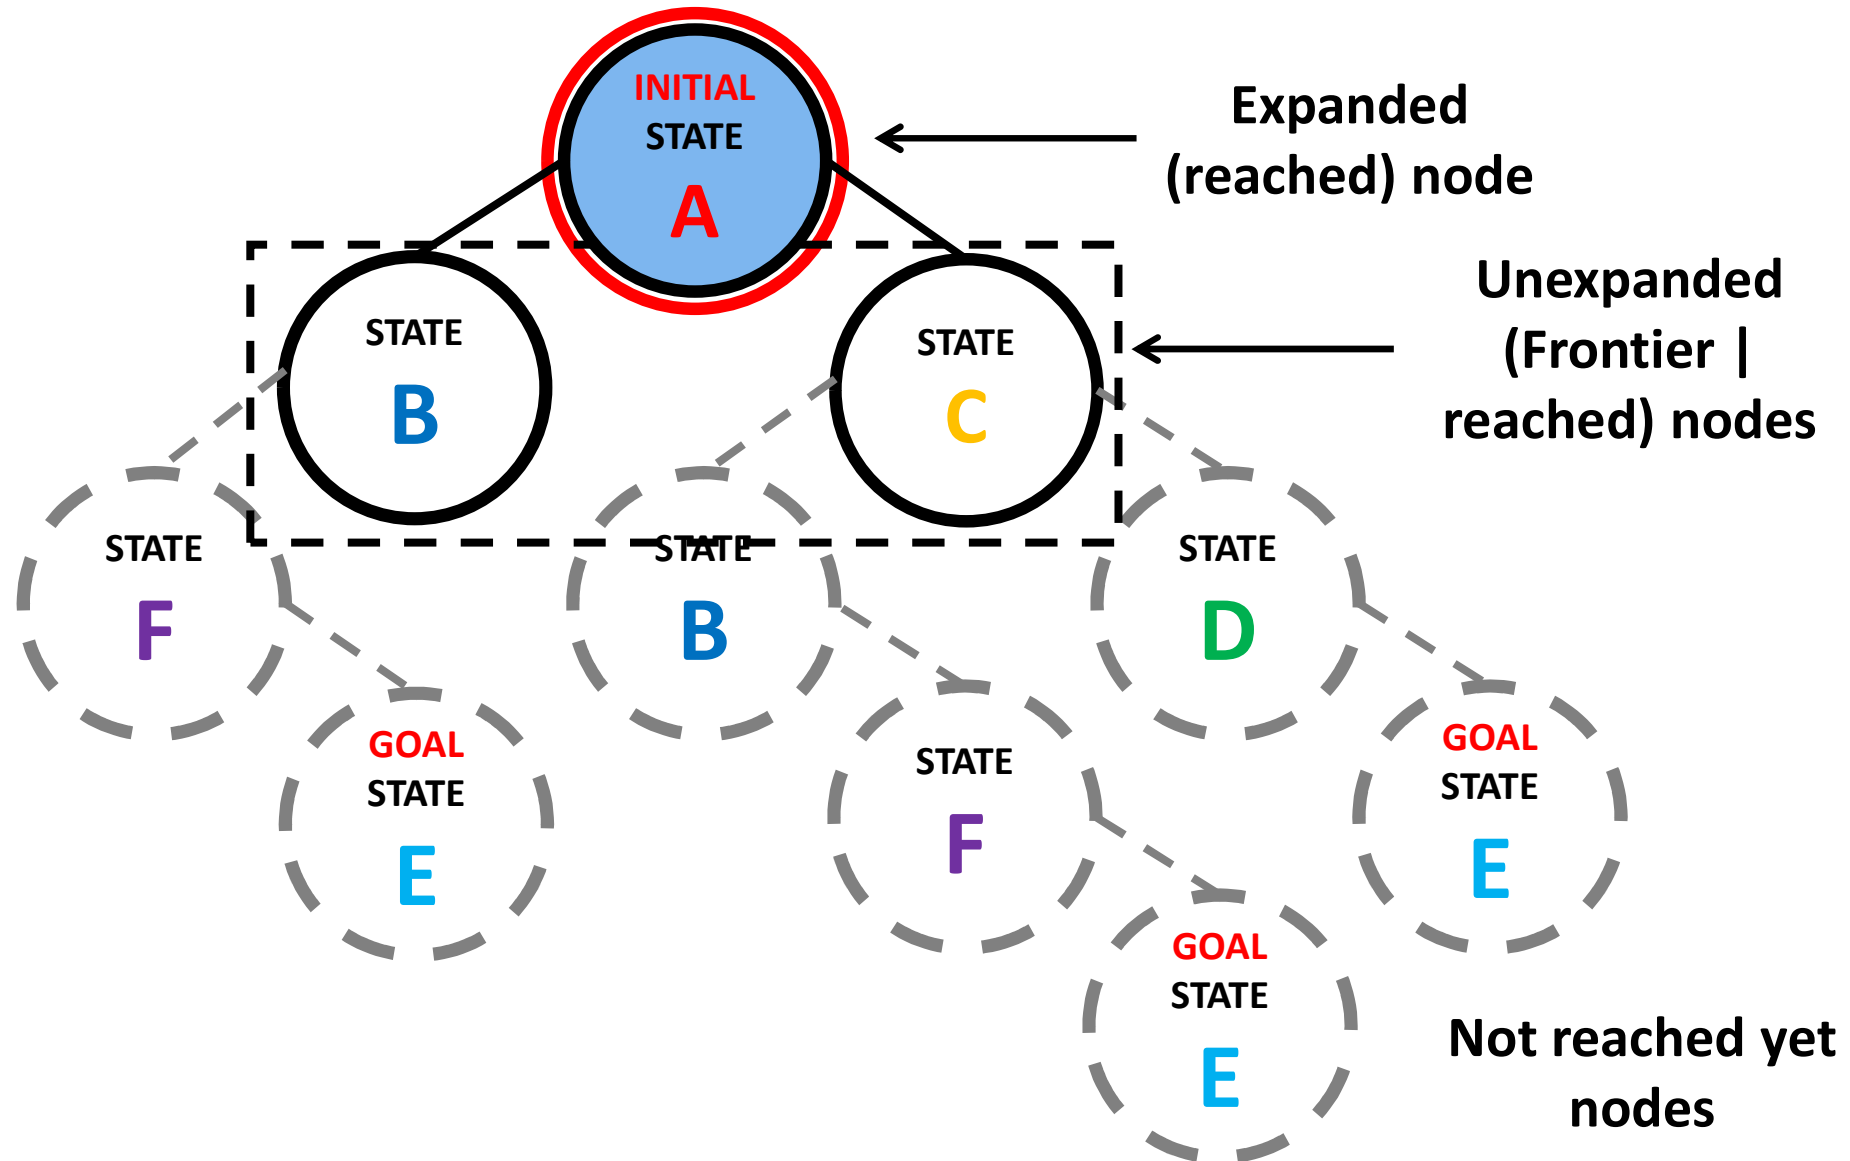 INITIAL
STATE
A
Expanded
(reached) node
STATE
B
STATE
C
Unexpanded
(Frontier |
reached) nodes
STATE
F
STATE
B
STATE
D
GOAL
STATE
E
STATE
F
GOAL
STATE
E
GOAL
STATE
E
Not reached yet
nodes